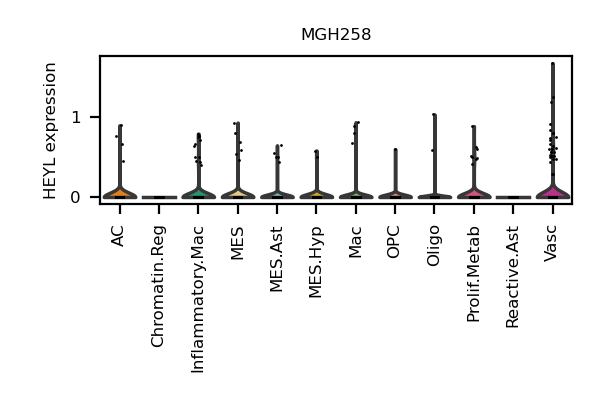 MGH258
HEYL expression
1
0
AC
Chromatin.Reg
Inflammatory.Mac
MES
MES.Ast
MES.Hyp
Mac
OPC
Oligo
Prolif.Metab
Reactive.Ast
Vasc